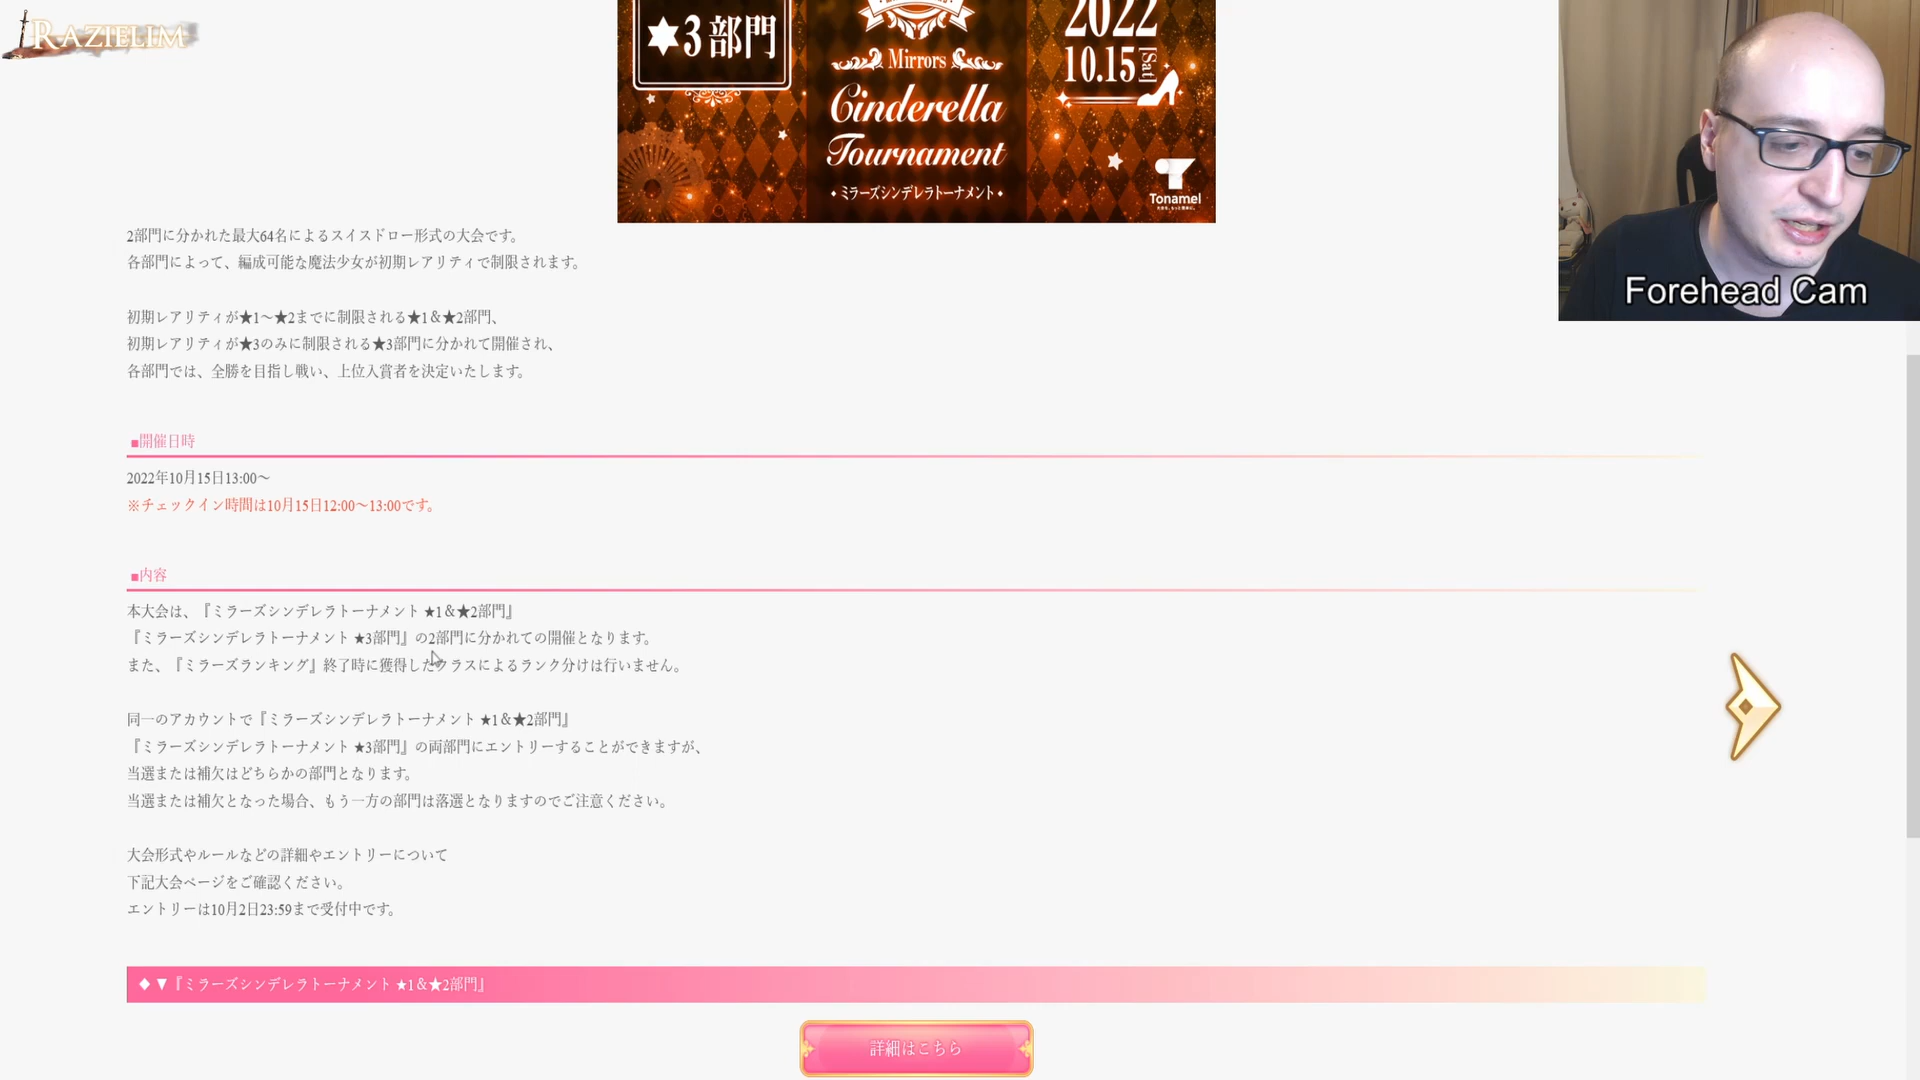 RAZIELIM
★3部門
Mirrors
Cinderella
Tournament
◆ミラーズシンデレラトーナメント◆
2022
10.15[Sat]
Tonamel
Forehead Cam
2部門に分かれた最大64名によるスイスドロー形式の大会です。
各部門によって、編成可能な魔法少女が初期レアリティで制限されます。
初期レアリティが★1〜★2までに制限される★1＆★2部門、
初期レアリティが★3のみに制限される★3部門に分かれて開催され、
各部門では、全勝を目指し戦い、上位入賞者を決定いたします。
■開催日時
2022年10月15日13:00〜
※チェックイン時間は10月15日12:00〜13:00です。
■内容
本大会は、『ミラーズシンデレラトーナメント ★1＆★2部門』
『ミラーズシンデレラトーナメント ★3部門』の2部門に分かれての開催となります。
また、『ミラーズランキング』終了時に獲得したクラスによるランク分けは行いません。
同一のアカウントで『ミラーズシンデレラトーナメント ★1＆★2部門』
『ミラーズシンデレラトーナメント ★3部門』の両部門にエントリーすることができますが、
当選または補欠はどちらかの部門となります。
当選または補欠となった場合、もう一方の部門は落選となりますのでご注意ください。
大会形式やルールなどの詳細やエントリーについて
下記大会ページをご確認ください。
エントリーは10月2日23:59まで受付中です。
◆▼『ミラーズシンデレラトーナメント ★1＆★2部門』
詳細はこちら